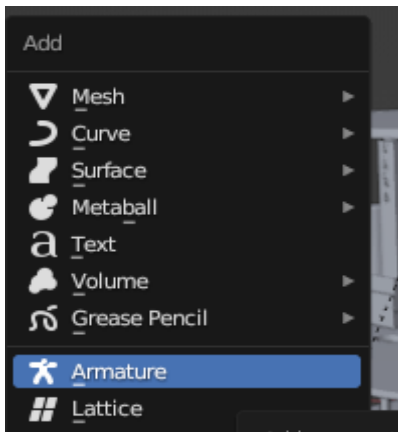 Add
Mesh
Curve
Surface
Metaball
Text
Volume
Grease Pencil
Armature
Lattice